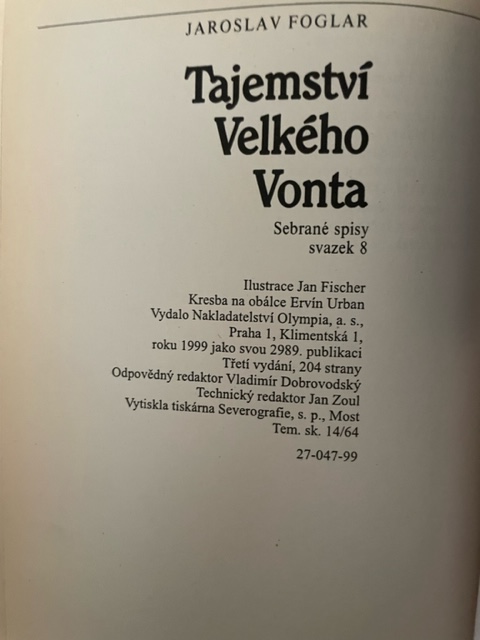 JAROSLAV FOGLAR
Tajemství
Velkého
Vonta
Sebrané spisy
svazek 8
Ilustrace Jan Fischer
Kresba na obálce Ervín Urban
Vydalo Nakladatelství Olympia, a. s.,
Praha 1, Klimentská 1,
roku 1999 jako svou 2989. publikaci
Třetí vydání, 204 strany
Odpovědný redaktor Vladimír Dobrovodský
Technický redaktor Jan Zoul
Vytiskla tiskárna Severografie, s. p., Most
Tem. sk. 14/64
27-047-99